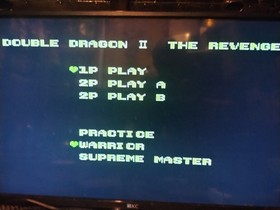 DOUBLE DRAGON II THE REVENGE
1P PLAY
2P PLAY A
2P PLAY B
PRACTICE
WARRIOR
SUPREME MASTER